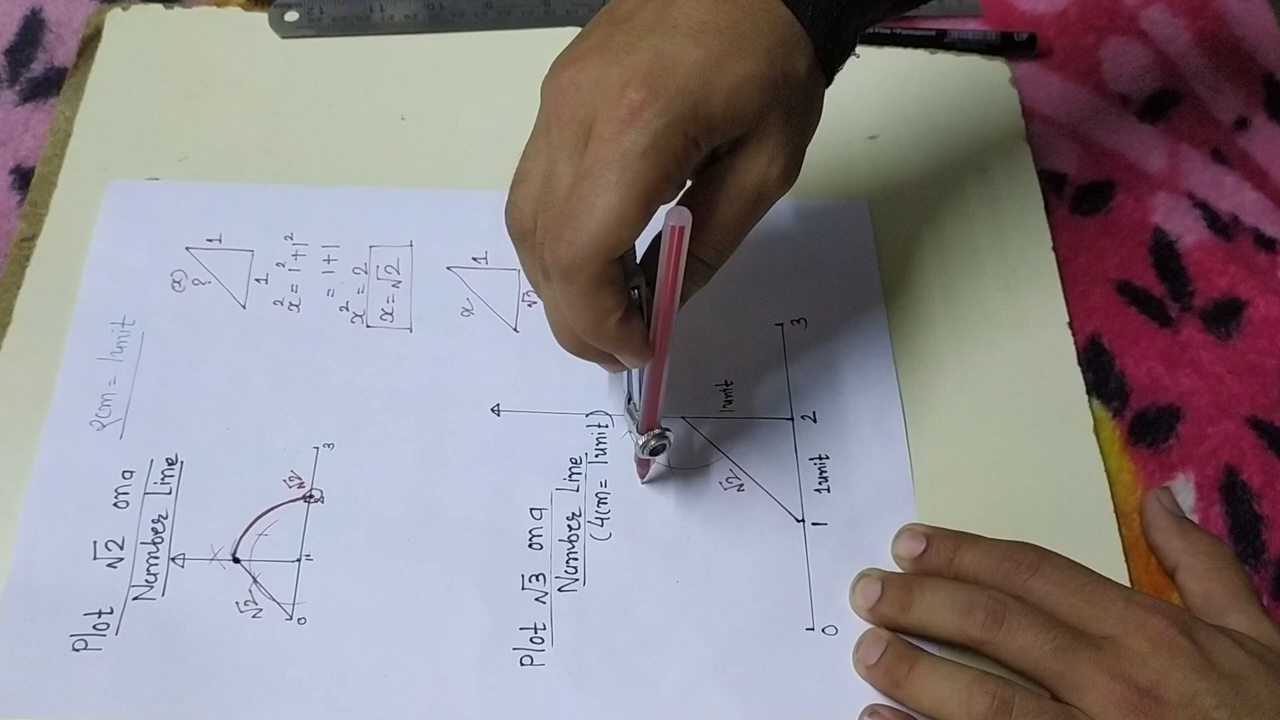 Plot √2 on a
Number Line
2cm = 1unit
√2
√2
0
1
3
(x)
?
1
1
x² = 1² + 1²
= 1+1
x² = 2
x = √2
Plot √3 on a
Number Line
(4cm = 1unit)
x
1
√2
√2
1unit
0
1
1unit
2
3